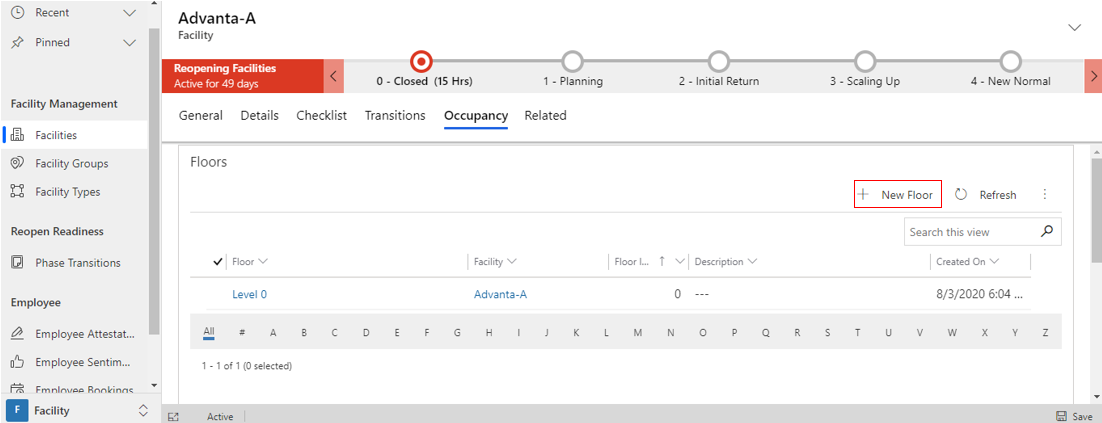 Recent
Pinned
Facility Management
Facilities
Facility Groups
Facility Types
Reopen Readiness
Phase Transitions
Employee
Employee Attestat...
Employee Sentim...
Employee Bookings
F Facility
Advanta-A
Facility
Reopening Facilities
Active for 49 days
0 - Closed (15 Hrs)
1 - Planning
2 - Initial Return
3 - Scaling Up
4 - New Normal
General Details Checklist Transitions Occupancy Related
Floors
New Floor Refresh
Search this view
Floor Facility Floor I... Description Created On
Level 0 Advanta-A 0 --- 8/3/2020 6:04 ...
All # A B C D E F G H I J K L M N O P Q R S T U V W X Y Z
1 - 1 of 1 (0 selected)
Active Save